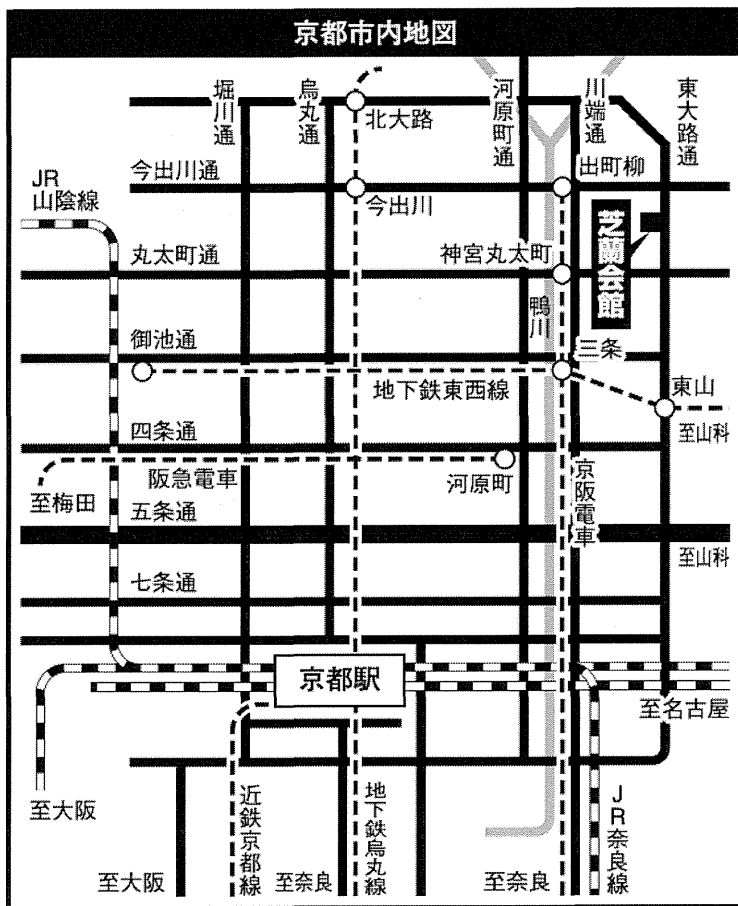 京都市内地図
堀川通
烏丸通
河原町通
川端通
東大路通
北大路
今出川通
今出川
出町柳
JR
山陰線
芝蘭会館
丸太町通
神宮丸太町
鴨川
御池通
三条
地下鉄東西線
東山
至山科
四条通
阪急電車
河原町
京阪電車
至梅田
五条通
至山科
七条通
京都駅
至名古屋
至大阪
近鉄京都線
地下鉄烏丸線
JR奈良線
至大阪
至奈良
至奈良